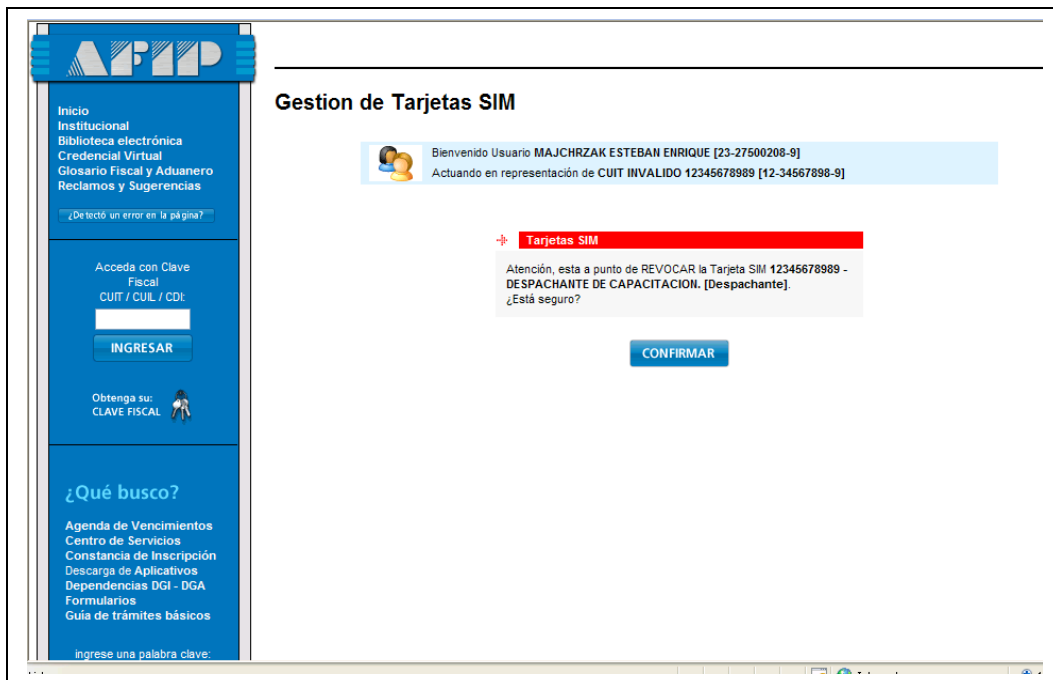 AFIP
Inicio
Institucional
Biblioteca electrónica
Credencial Virtual
Glosario Fiscal y Aduanero
Reclamos y Sugerencias
¿Detectó un error en la página?
Acceda con Clave
Fiscal
CUIT / CUIL / CDI:
INGRESAR
Obtenga su:
CLAVE FISCAL
¿Qué busco?
Agenda de Vencimientos
Centro de Servicios
Constancia de Inscripción
Descarga de Aplicativos
Dependencias DGI - DGA
Formularios
Guía de trámites básicos
ingrese una palabra clave:
Gestion de Tarjetas SIM
Bienvenido Usuario MAJCHRZAK ESTEBAN ENRIQUE [23-27500208-9]
Actuando en representación de CUIT INVALIDO 12345678989 [12-34567898-9]
Tarjetas SIM
Atención, esta a punto de REVOCAR la Tarjeta SIM 12345678989 -
DESPACHANTE DE CAPACITACION. [Despachante].
¿Está seguro?
CONFIRMAR